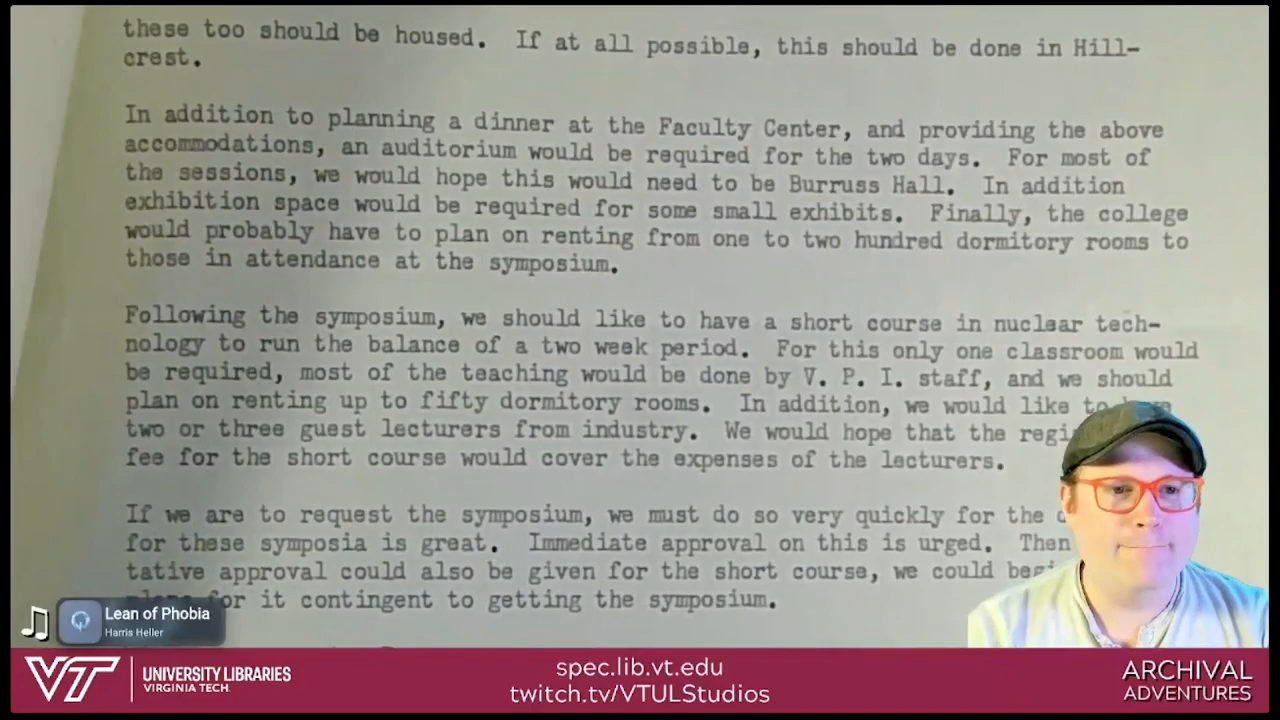 these too should be housed. If at all possible, this should be done in Hill-
crest.
In addition to planning a dinner at the Faculty Center, and providing the above
accommodations, an auditorium would be required for the two days. For most of
the sessions, we would hope this would need to be Burruss Hall. In addition
exhibition space would be required for some small exhibits. Finally, the college
would probably have to plan on renting from one to two hundred dormitory rooms to
those in attendance at the symposium.
Following the symposium, we should like to have a short course in nuclear tech-
nology to run the balance of a two week period. For this only one classroom would
be required, most of the teaching would be done by V. P. I. staff, and we should
plan on renting up to fifty dormitory rooms. In addition, we would like to
two or three guest lecturers from industry. We would hope that the
fee for the short course would cover the expenses of the lecturers.
If we are to request the symposium, we must do so very quickly for the
for these symposia is great. Immediate approval on this is urged.
tative approval could also be given for the short course, we could
for it contingent to getting the symposium.
Lean of Phobia
Harris Heller
VT UNIVERSITY LIBRARIES
VIRGINIA TECH.
spec.lib.vt.edu
twitch.tv/VTULStudios
ARCHIVAL
ADVENTURES